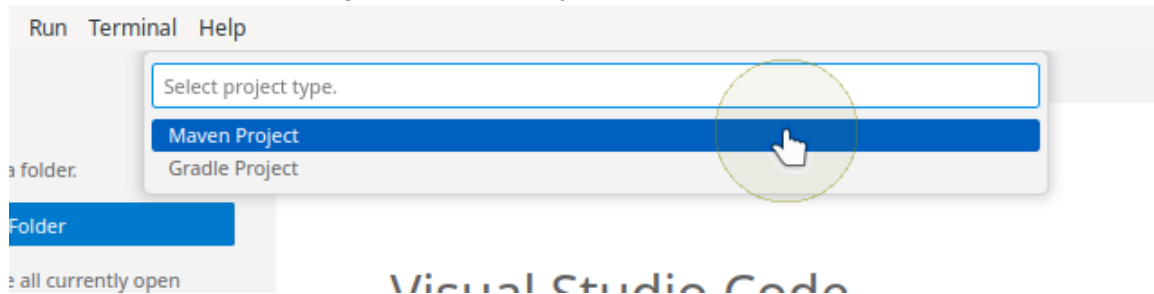 Run Terminal Help
Select project type.
Maven Project
Gradle Project
a folder.
Folder
all currently open
Visual Studio Code